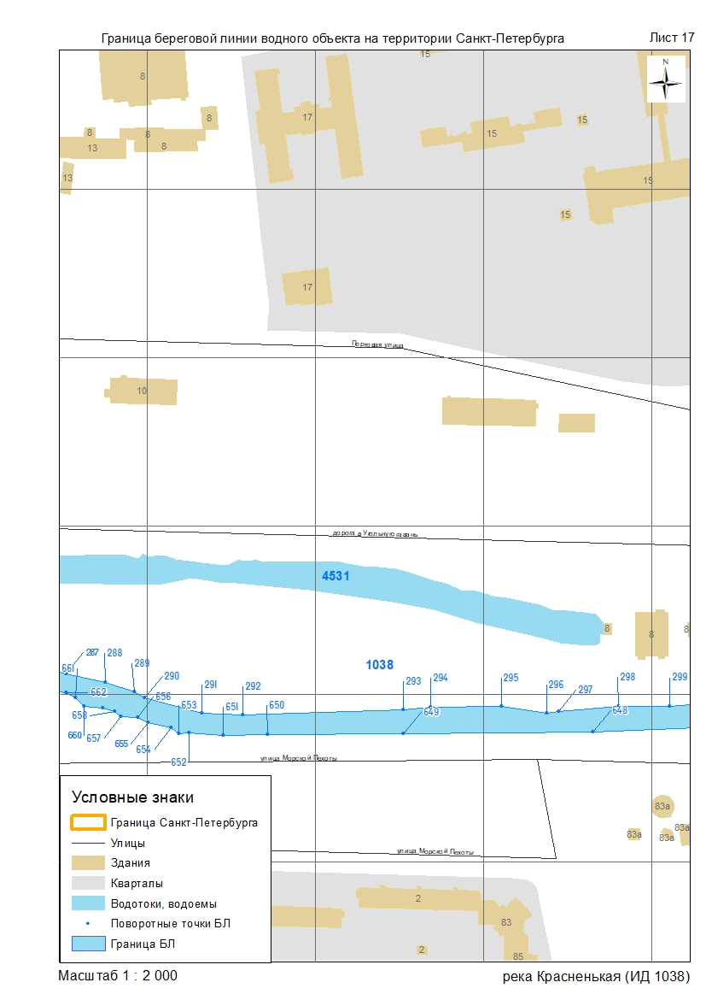 Граница береговой линии водного объекта на территории Санкт-Петербурга
Лист 17
N
8
15
8
17
15
15
8
8
13
8
13
15
15
17
Портовая улица
10
дорога в Угольную гавань
4531
8
8
8
1038
661
287
288
289
290
291
292
293
294
295
296
297
298
299
662
656
653
651
650
649
648
658
660
657
655
654
652
улица Морской Пехоты
83а
83а
83а
83а
улица Морской Пехоты
2
83
2
85
Условные знаки
Граница Санкт-Петербурга
Улицы
Здания
Кварталы
Водотоки, водоемы
Поворотные точки БЛ
Граница БЛ
Масштаб 1 : 2 000
река Красненькая (ИД 1038)